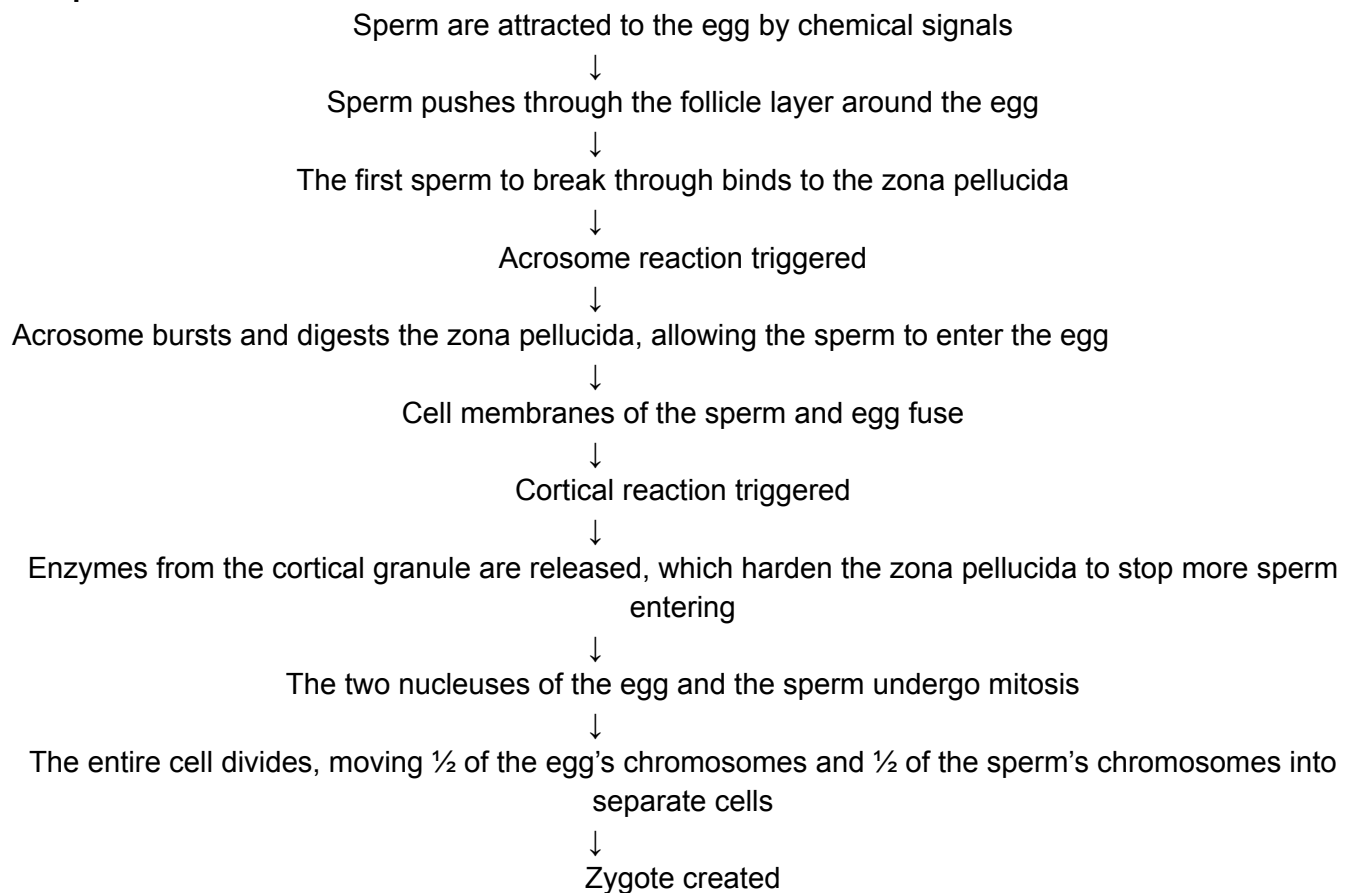 Sperm are attracted to the egg by chemical signals
↓
Sperm pushes through the follicle layer around the egg
↓
The first sperm to break through binds to the zona pellucida
↓
Acrosome reaction triggered
↓
Acrosome bursts and digests the zona pellucida, allowing the sperm to enter the egg
↓
Cell membranes of the sperm and egg fuse
↓
Cortical reaction triggered
↓
Enzymes from the cortical granule are released, which harden the zona pellucida to stop more sperm
entering
↓
The two nucleuses of the egg and the sperm undergo mitosis
↓
The entire cell divides, moving ½ of the egg’s chromosomes and ½ of the sperm’s chromosomes into
separate cells
↓
Zygote created